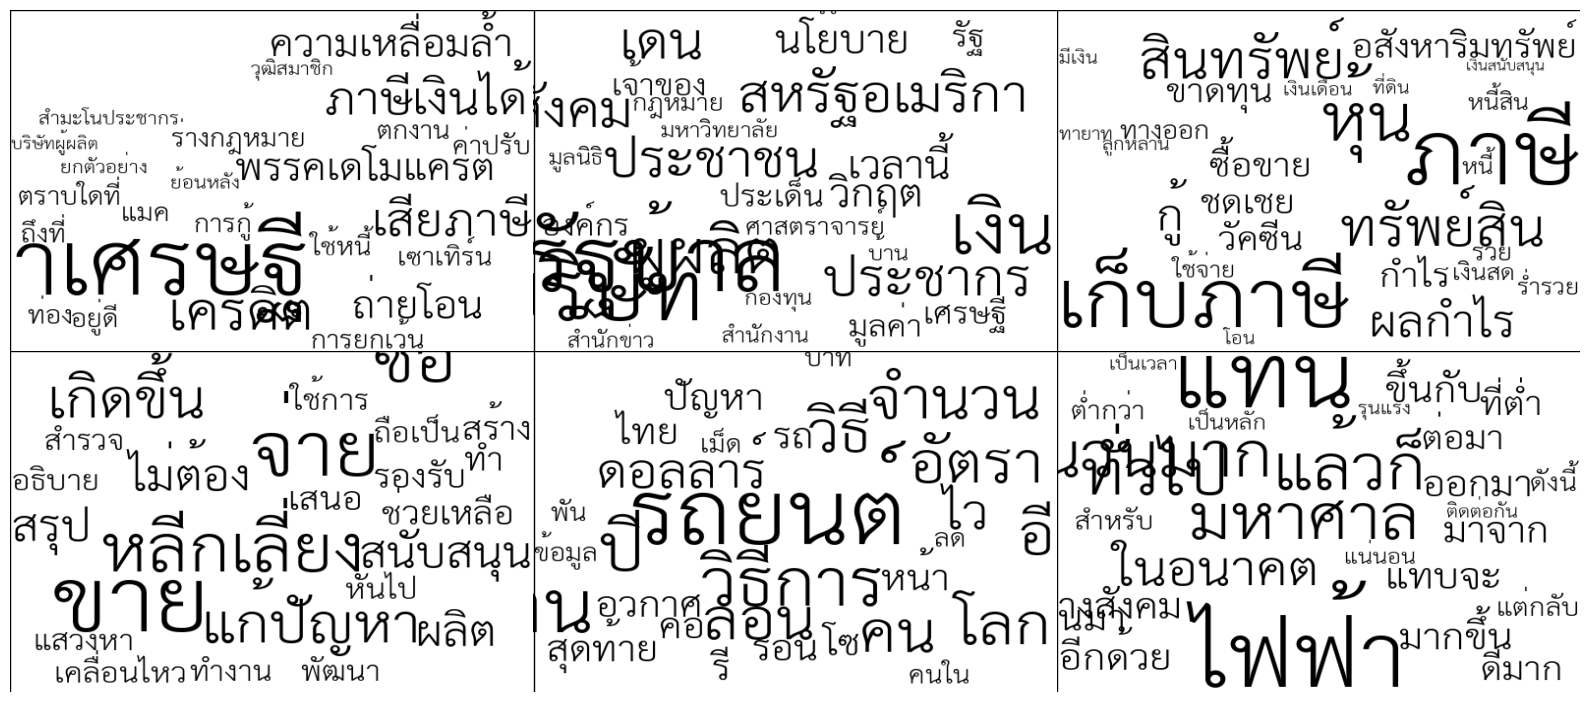 ความเหลื่อมล้ำ
วุฒิสมาชิก
ภาษีเงินได้
สำมะโนประชากร
ตกงาน
รางกฎหมาย
ค่าปรับ
บริษัทผู้ผลิต
พรรคเดโมแครต
ยกตัวอย่าง
ย้อนหลัง
ตราบใดที่
แมค
การกู้
เสียภาษี
ถึงที่
ใช้หนี้
เซาเทิร์น
าเศรษฐี
ถ่ายโอน
ท่อง
อยู่ดี
เครดิต
การยกเว้น
เดน
นโยบาย
รัฐ
เจ้าของ
กฎหมาย
สหรัฐอเมริกา
ังคม
มหาวิทยาลัย
มูลนิธิ
ประชาชน
เวลานี้
ประเด็น
วิกฤต
องค์กร
ศาสตราจารย์
เงิน
ผู้ผลิต
บ้าน
ประชากร
กองทุน
เศรษฐี
มูลค่า
สำนักข่าว
สำนักงาน
มีเงิน
สินทรัพย์
อสังหาริมทรัพย์
เงินสนับสนุน
ขาดทุน
เงินเดือน
ที่ดิน
หนี้สิน
หุ้น
ทายาท
ทางออก
ลูกหลาน
ภาษี
ซื้อขาย
หนี้
กู้
ชดเชย
วัคซีน
ทรัพย์สิน
รวย
ใช้จ่าย
กำไร
เงินสด
ร่ำรวย
เก็บภาษี
ผลกำไร
โอน
เกิดขึ้น
ใช้การ
สำรวจ
จ่าย
ถือเป็น
สร้าง
ทำ
อธิบาย
ไม่ต้อง
รองรับ
เสนอ
ช่วยเหลือ
สรุป
หลีกเลี่ยง
สนับสนุน
หันไป
ขาย
แก้ปัญหา
ผลิต
แสวงหา
เคลื่อนไหว
ทำงาน
พัฒนา
บาท
ปัญหา
จำนวน
ไทย
เม็ด
รถ
วิธี
ดอลลาร์
อัตรา
รถยนต์
พัน
ไว
อี
ปี
ข้อมูล
ลด
วิธีการ
หน้า
อวกาศ
คอ
ล้อน
คน
โลก
สุดท้าย
ร้อน
โซ
รี
คนใน
เป็นเวลา
แทน
ขึ้นกับ
ที่ต่ำ
ต่ำกว่า
รุนแรง
เป็นหลัก
ทั่วไป
แล้วก็
ต่อมา
ออกมา
ดังนี้
สำหรับ
มหาศาล
ติดต่อกัน
มาจาก
แน่นอน
ในอนาคต
แทบจะ
างสังคม
แต่กลับ
ไฟฟ้า
มากขึ้น
อีกด้วย
ดีมาก